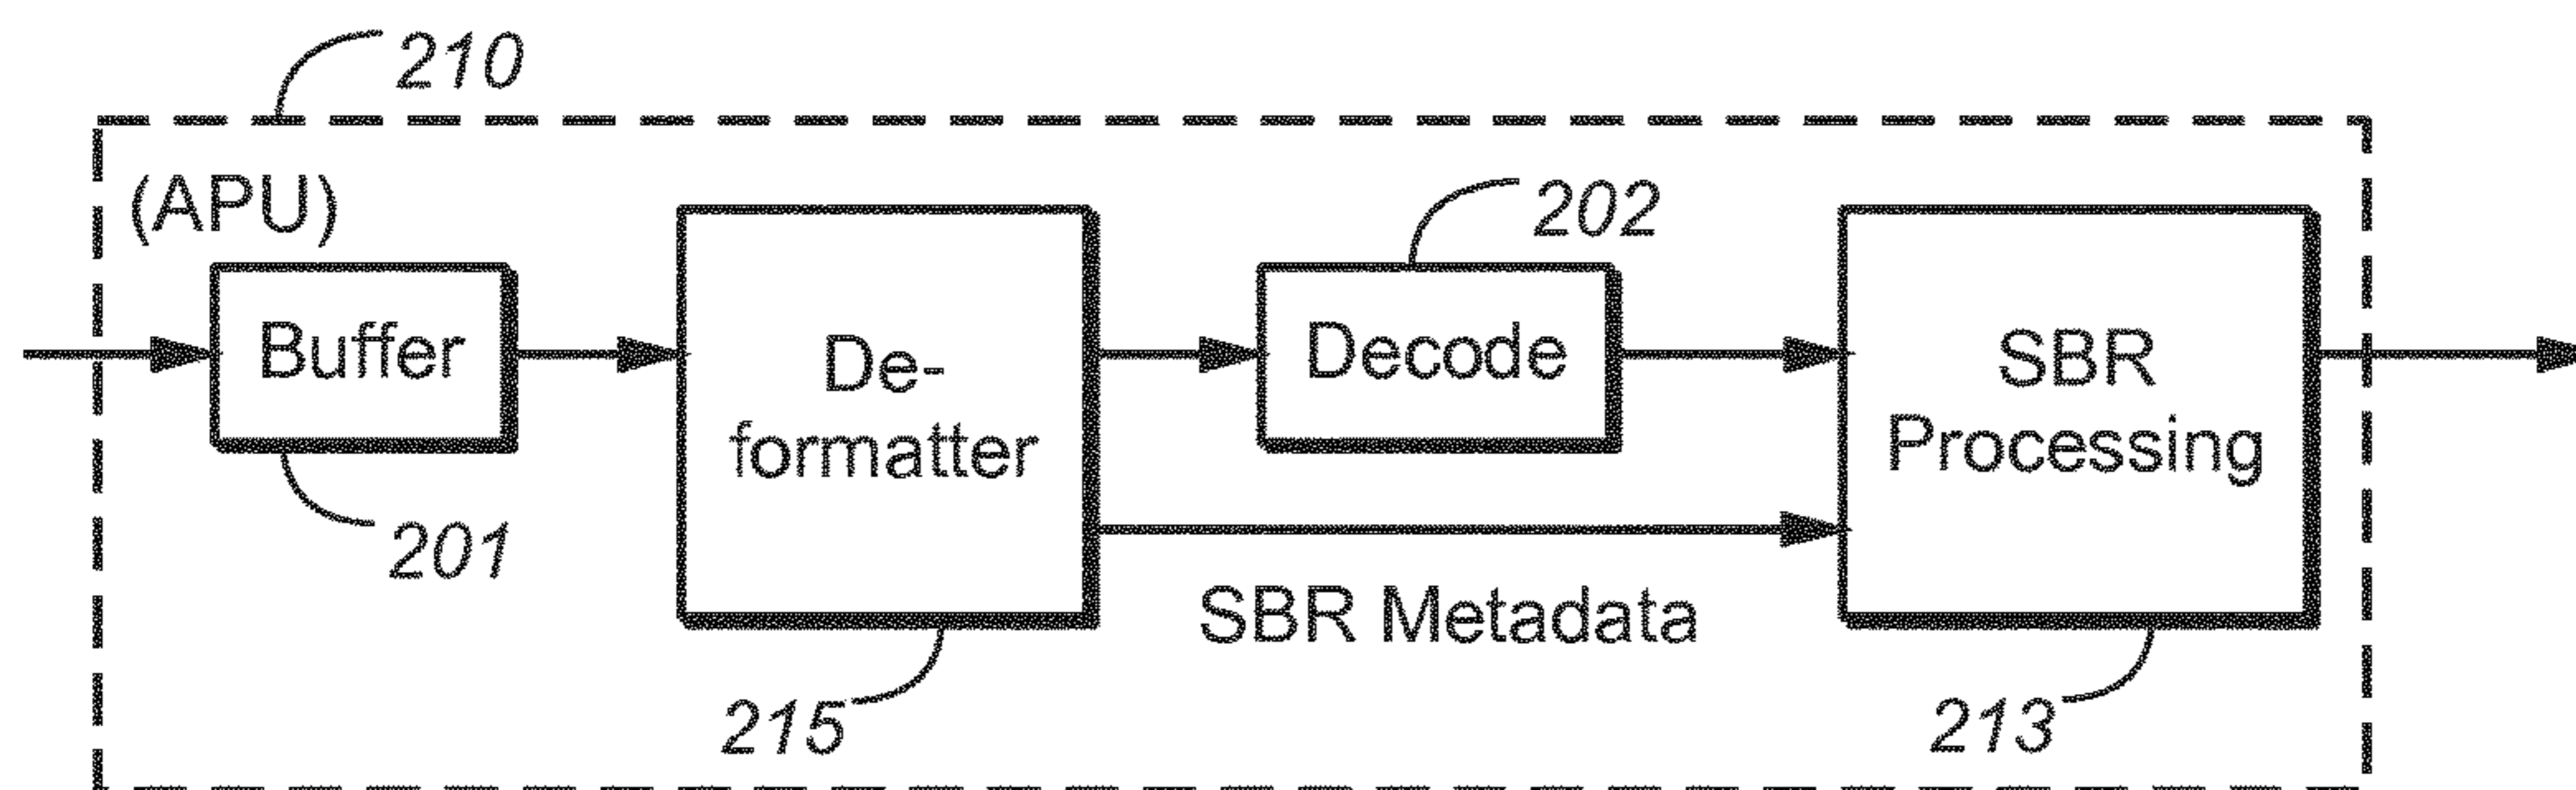 210
(APU)
202
Buffer
De-
formatter
Decode
SBR
Processing
201
SBR Metadata
215
213